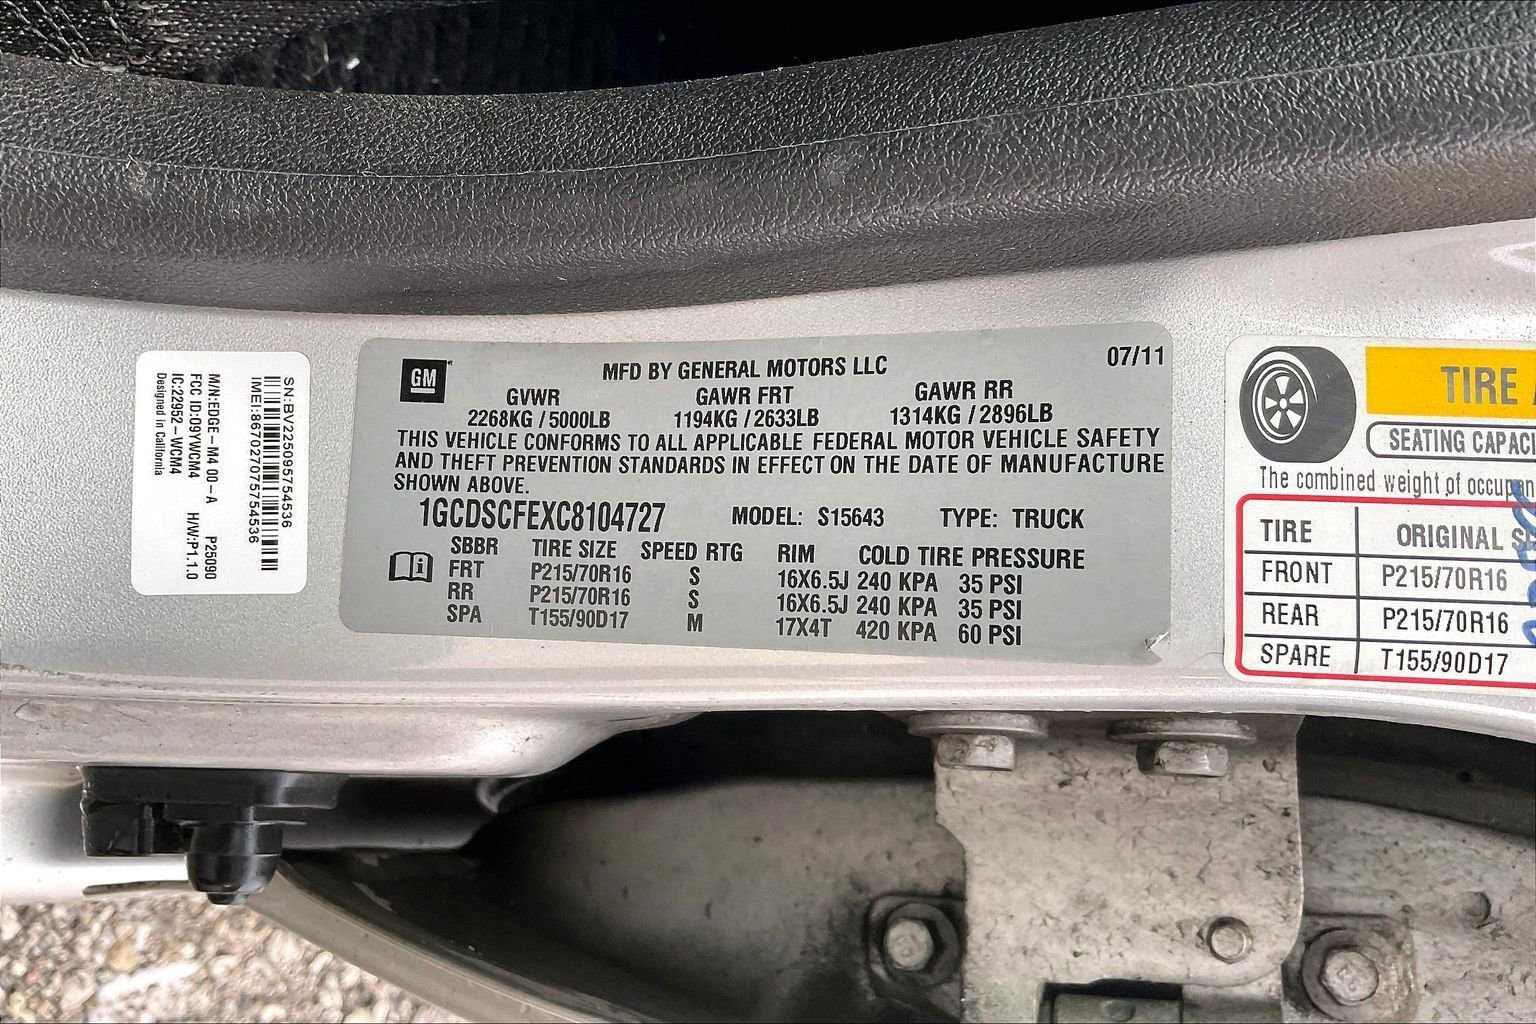 SN:BVV225095754536
IMEI:867027075754536
M/N:EDGE-M4 00-A P25090
FCC ID:O9YWCM4 H/W:P1.1.0
IC:22952-WCM4
Designed in California
GM
MFD BY GENERAL MOTORS LLC 07/11
GVWR GAWR FRT GAWR RR
2268KG / 5000LB 1194KG / 2633LB 1314KG / 2896LB
THIS VEHICLE CONFORMS TO ALL APPLICABLE FEDERAL MOTOR VEHICLE SAFETY
AND THEFT PREVENTION STANDARDS IN EFFECT ON THE DATE OF MANUFACTURE
SHOWN ABOVE.
1GCDSCFEXC8104727 MODEL: S15643 TYPE: TRUCK
SBBR TIRE SIZE SPEED RTG RIM COLD TIRE PRESSURE
FRT P215/70R16 S 16X6.5J 240 KPA 35 PSI
RR P215/70R16 S 16X6.5J 240 KPA 35 PSI
SPA T155/90D17 M 17X4T 420 KPA 60 PSI
TIRE
SEATING CAPACI
The combined weight of occupan
TIRE ORIGINAL
FRONT P215/70R16
REAR P215/70R16
SPARE T155/90D17